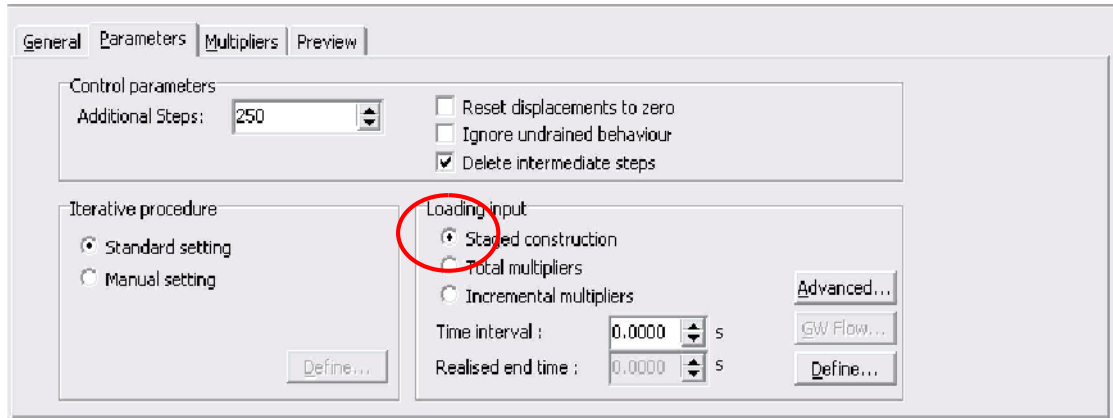 General Parameters Multipliers Preview
Control parameters
Additional Steps: 250
Reset displacements to zero
Ignore undrained behaviour
Delete intermediate steps
Iterative procedure
Standard setting
Manual setting
Define...
Loading input
Staged construction
Total multipliers
Incremental multipliers
Advanced...
Time interval : 0.0000 s
GW Flow...
Realised end time : 0.0000 s
Define...